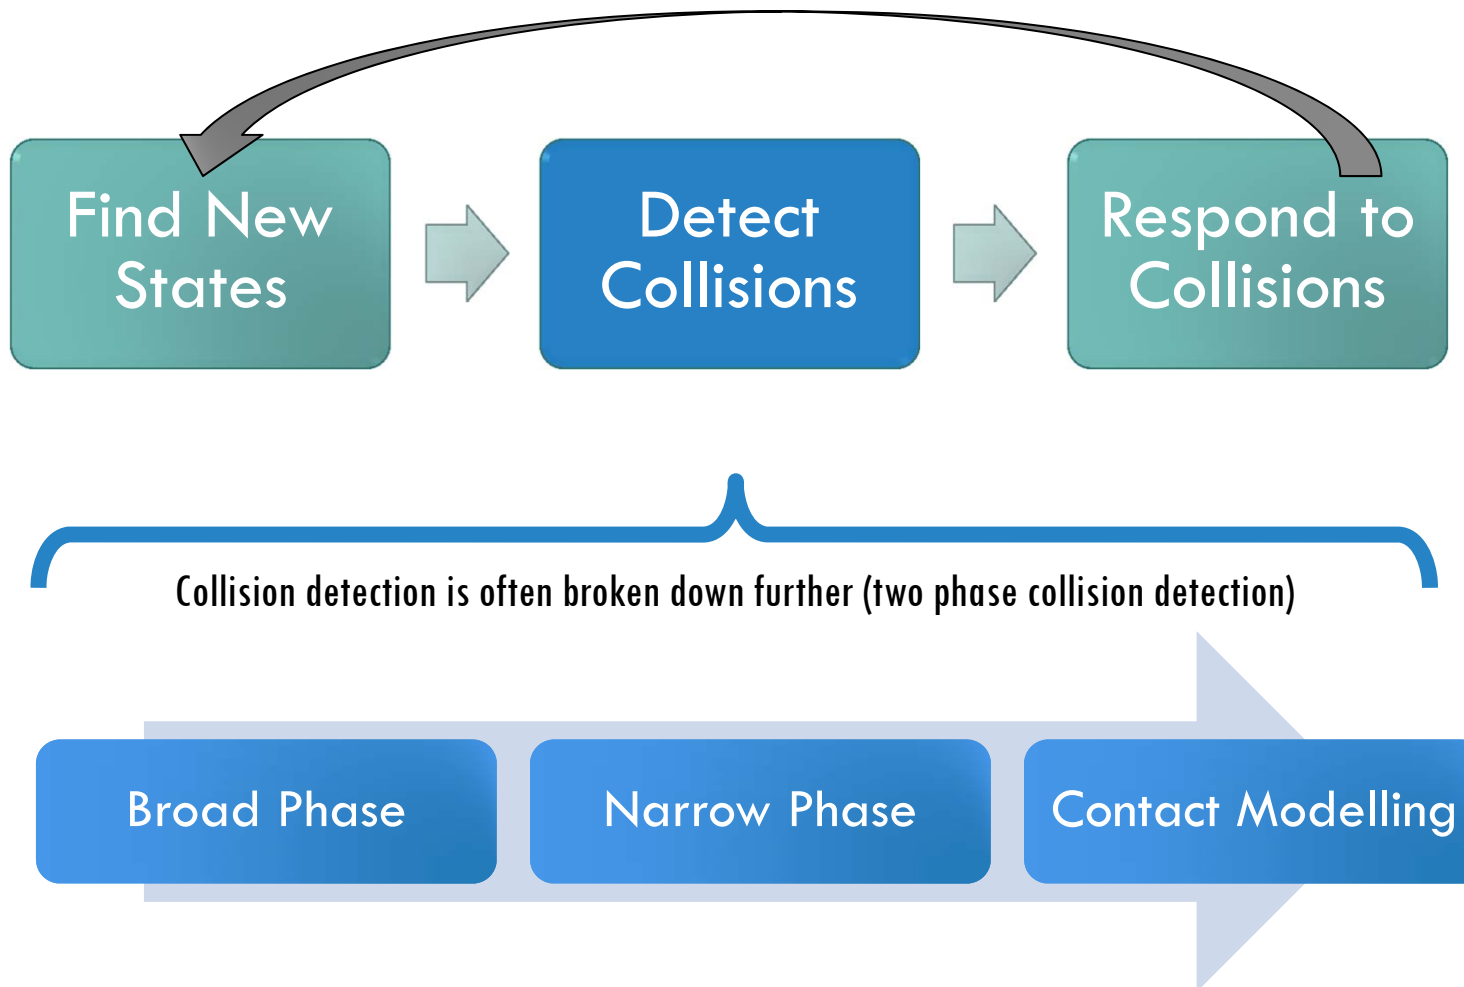 Find New
States
Detect
Collisions
Respond to
Collisions
Collision detection is often broken down further (two phase collision detection)
Broad Phase
Narrow Phase
Contact Modelling